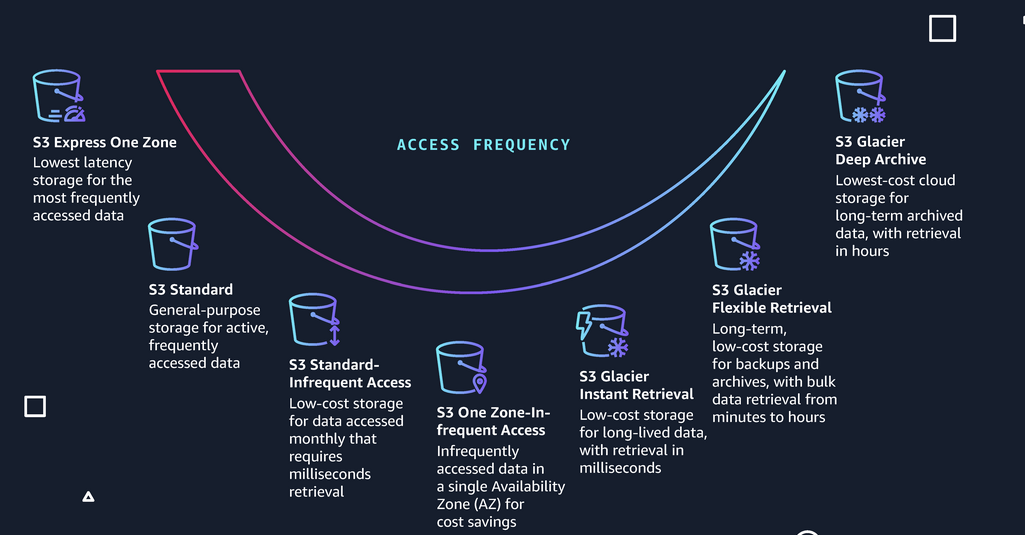 ACCESS FREQUENCY
S3 Express One Zone
Lowest latency
storage for the
most frequently
accessed data
S3 Standard
General-purpose
storage for active,
frequently
accessed data
S3 Standard-
Infrequent Access
Low-cost storage
for data accessed
monthly that
requires
milliseconds
retrieval
S3 One Zone-In-
frequent Access
Infrequently
accessed data in
a single Availability
Zone (AZ) for
cost savings
S3 Glacier
Instant Retrieval
Low-cost storage
for long-lived data,
with retrieval in
milliseconds
S3 Glacier
Flexible Retrieval
Long-term,
low-cost storage
for backups and
archives, with bulk
data retrieval from
minutes to hours
S3 Glacier
Deep Archive
Lowest-cost cloud
storage for
long-term archived
data, with retrieval
in hours